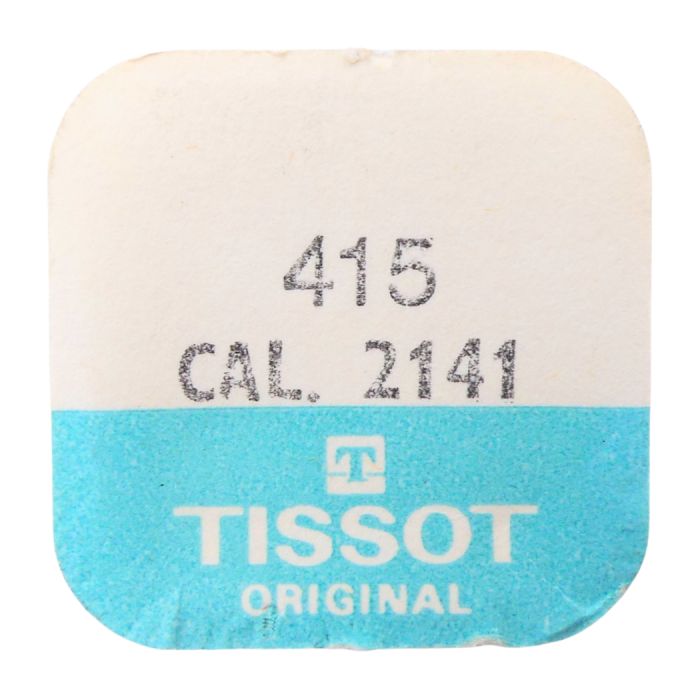 415
CAL. 2141
T
TISSOT
ORIGINAL